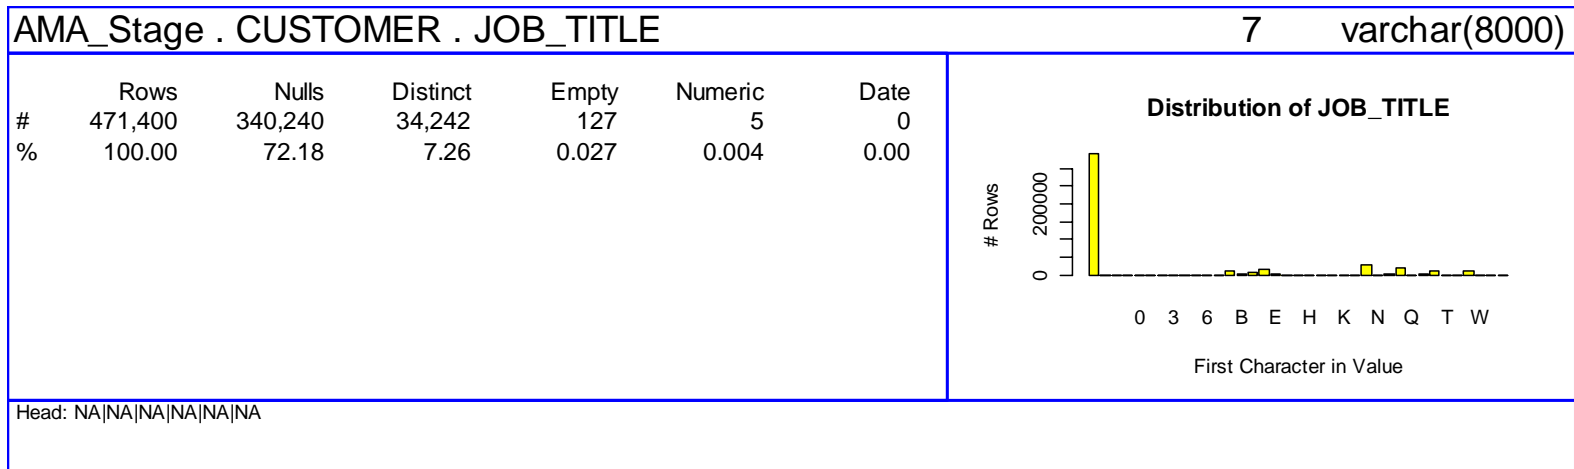 AMA_Stage . CUSTOMER . JOB_TITLE 7 varchar(8000)
Rows Nulls Distinct Empty Numeric Date
# 471,400 340,240 34,242 127 5 0
% 100.00 72.18 7.26 0.027 0.004 0.00
Distribution of JOB_TITLE
# Rows
200000
0
0 3 6 B E H K N Q T W
First Character in Value
Head: NA|NA|NA|NA|NA|NA